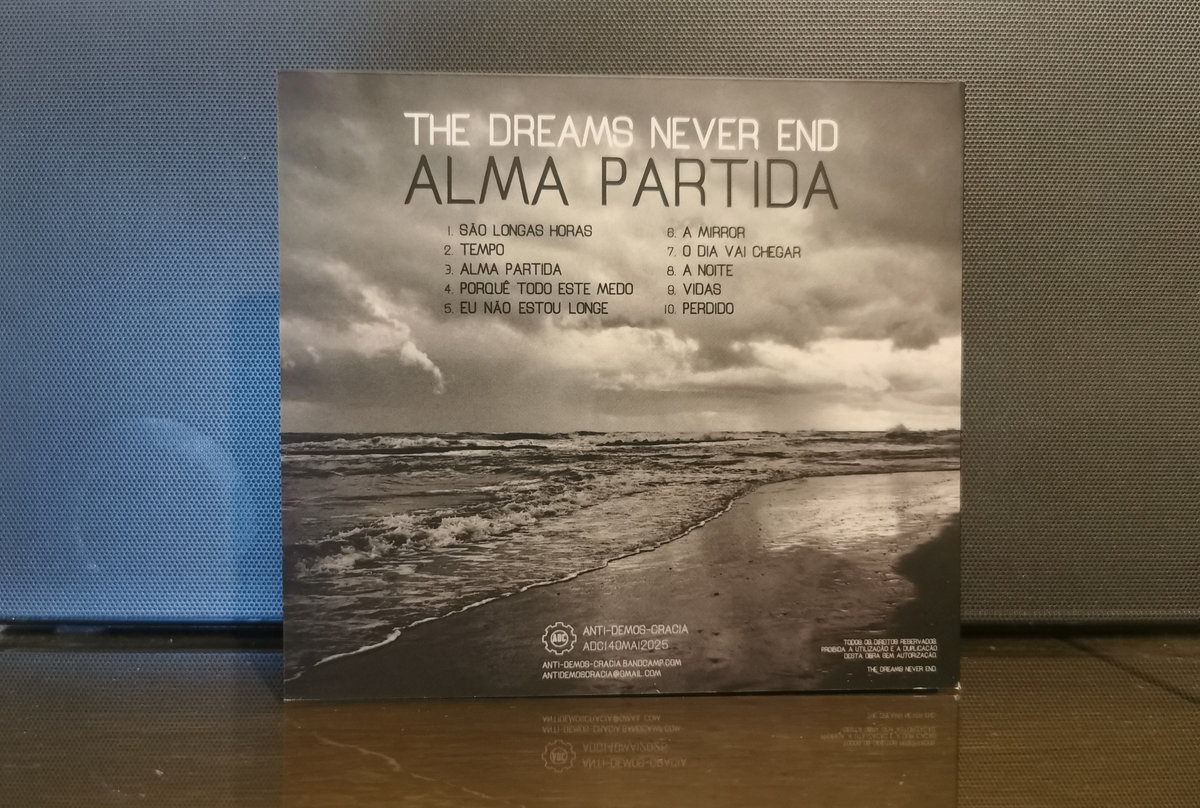 THE DREAMS NEVER END
ALMA PARTIDA
1. SÃO LONGAS HORAS
2. TEMPO
3. ALMA PARTIDA
4. PORQUÊ TODO ESTE MEDO
5. EU NÃO ESTOU LONGE
6. A MIRROR
7. O DIA VAI CHEGAR
8. A NOITE
9. VIDAS
10. PERDIDO
ADC
ANTI-DEMOS-CRACIA
ADC140MAI2025
ANTI-DEMOS-CRACIA.BANDCAMP.COM
ANTIDEMOSCRACIA@GMAIL.COM
TODOS OS DIREITOS RESERVADOS.
PROIBIDA A UTILIZAÇÃO E A DUPLICAÇÃO
DESTA OBRA SEM AUTORIZAÇÃO.
THE DREAMS NEVER END.